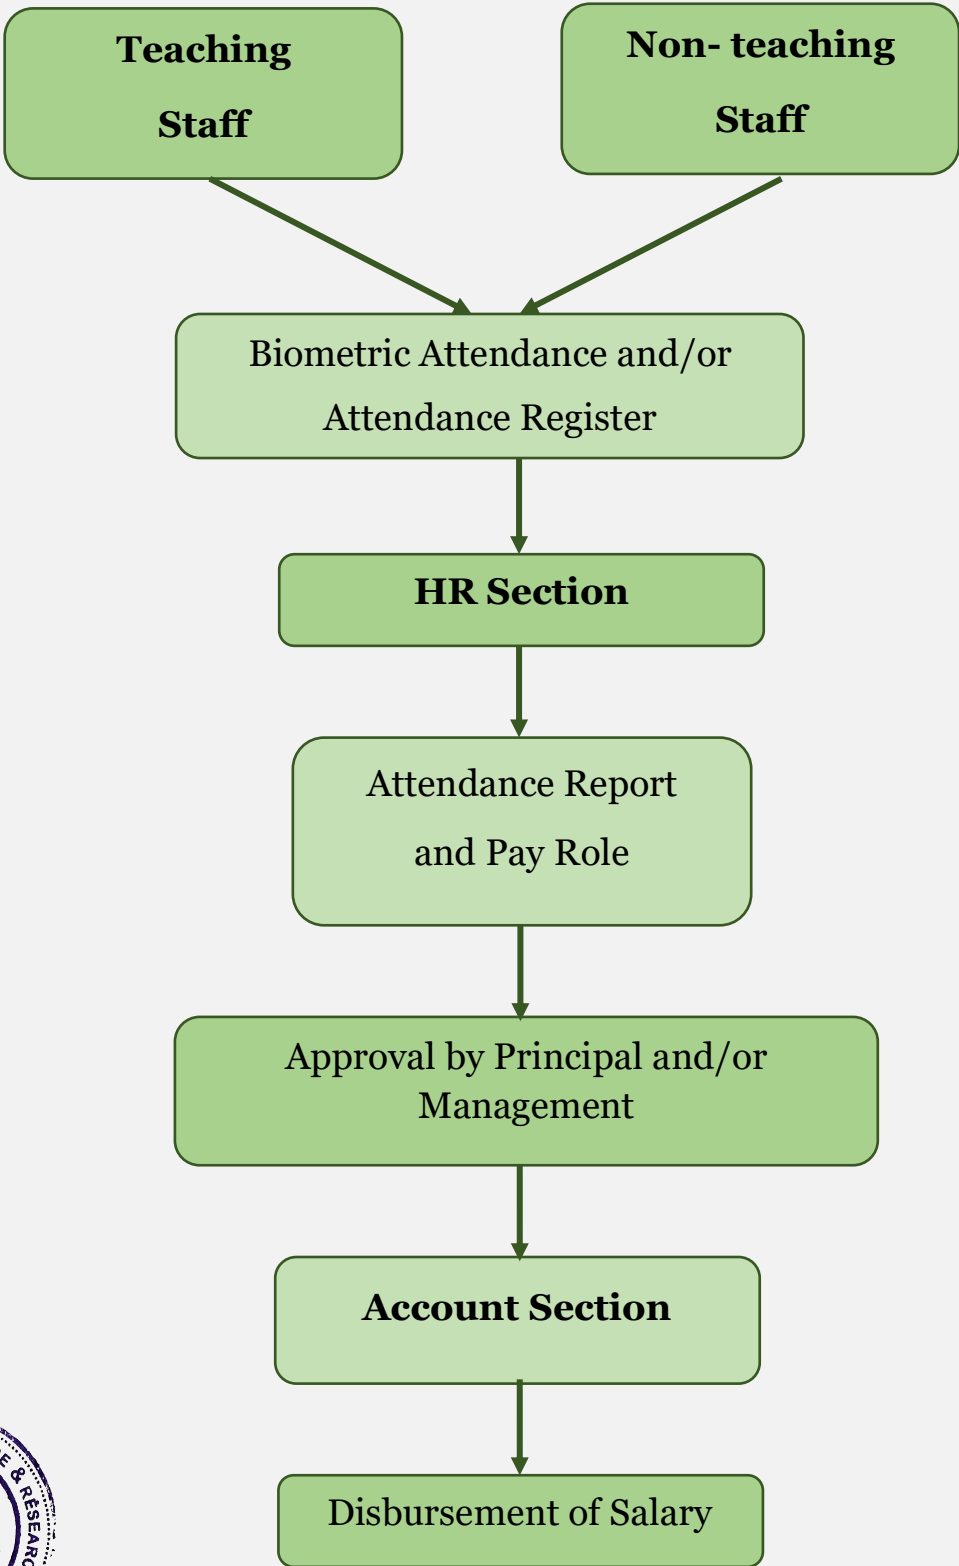 Teaching
Staff
Non- teaching
Staff
Biometric Attendance and/or
Attendance Register
HR Section
Attendance Report
and Pay Role
Approval by Principal and/or
Management
Account Section
Disbursement of Salary
&